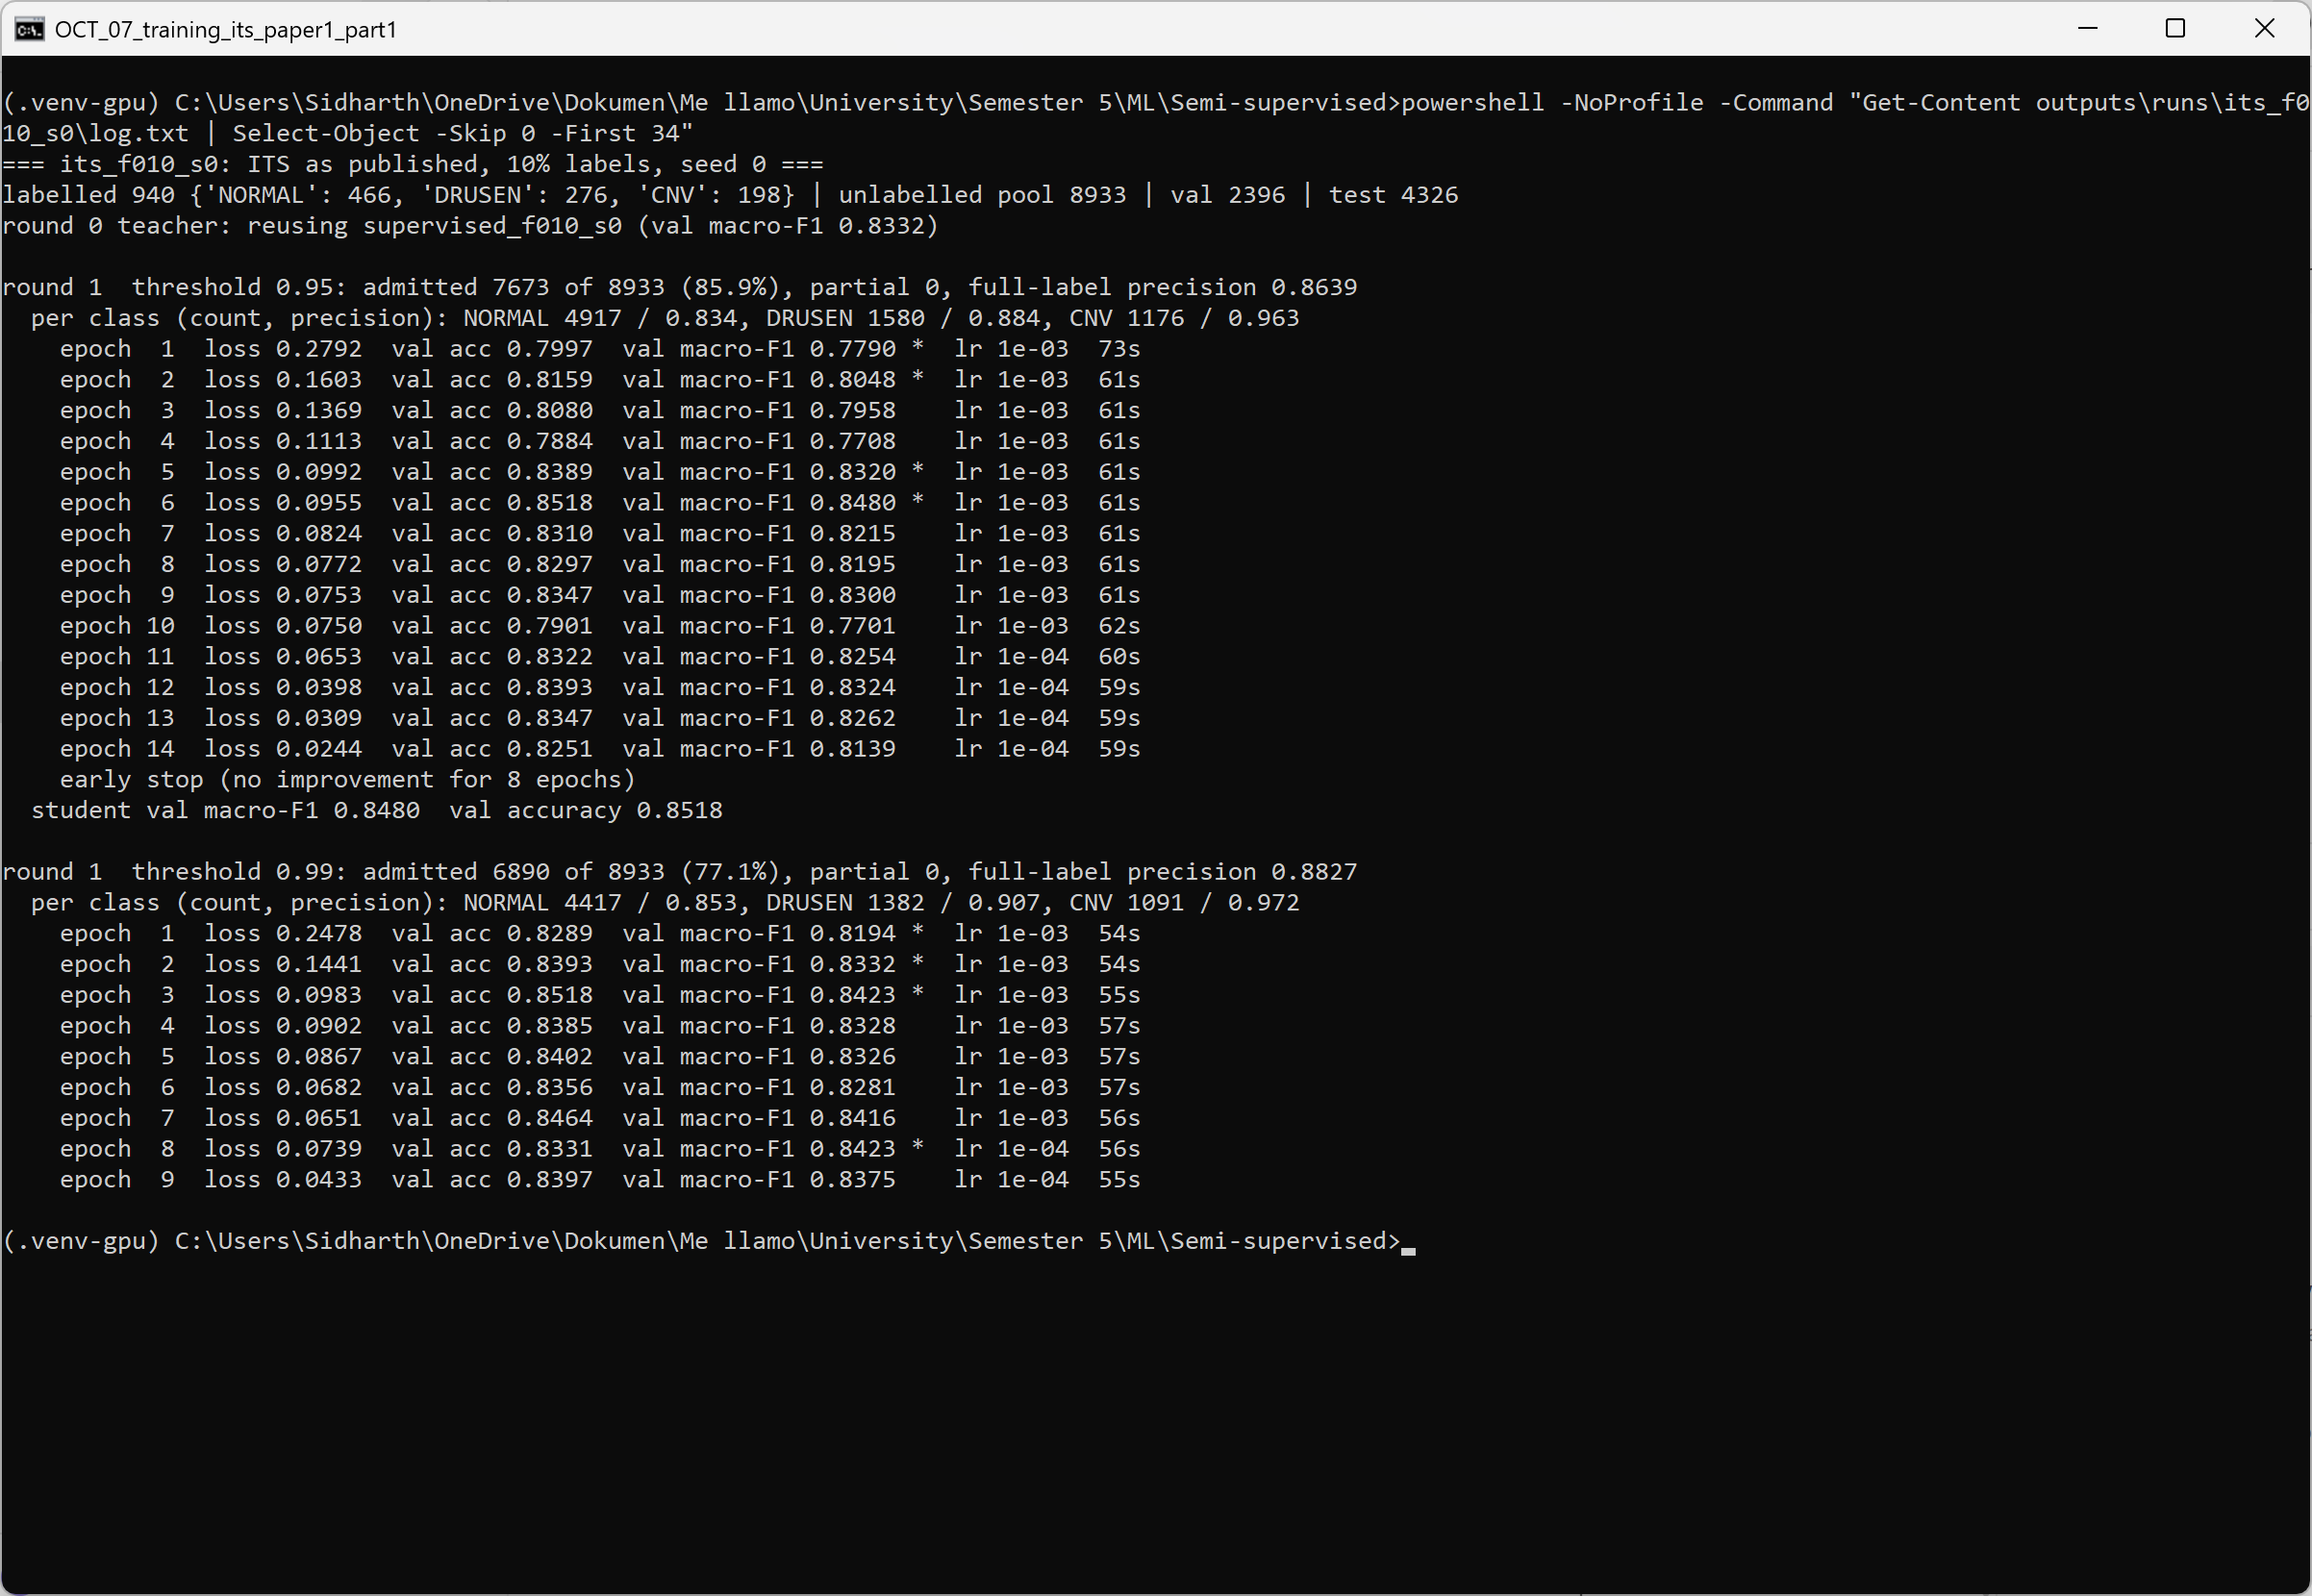 OCT_07_training_its_paper1_part1
(.venv-gpu) C:\Users\Sidharth\OneDrive\Dokumen\Me llamo\University\Semester 5\ML\Semi-supervised>powershell -NoProfile -Command "Get-Content outputs\runs\its_f0
10_s0\log.txt | Select-Object -Skip 0 -First 34"
=== its_f010_s0: ITS as published, 10% labels, seed 0 ===
labelled 940 {'NORMAL': 466, 'DRUSEN': 276, 'CNV': 198} | unlabelled pool 8933 | val 2396 | test 4326
round 0 teacher: reusing supervised_f010_s0 (val macro-F1 0.8332)
round 1  threshold 0.95: admitted 7673 of 8933 (85.9%), partial 0, full-label precision 0.8639
  per class (count, precision): NORMAL 4917 / 0.834, DRUSEN 1580 / 0.884, CNV 1176 / 0.963
    epoch  1  loss 0.2792  val acc 0.7997  val macro-F1 0.7790 *  lr 1e-03  73s
    epoch  2  loss 0.1603  val acc 0.8159  val macro-F1 0.8048 *  lr 1e-03  61s
    epoch  3  loss 0.1369  val acc 0.8080  val macro-F1 0.7958    lr 1e-03  61s
    epoch  4  loss 0.1113  val acc 0.7884  val macro-F1 0.7708    lr 1e-03  61s
    epoch  5  loss 0.0992  val acc 0.8389  val macro-F1 0.8320 *  lr 1e-03  61s
    epoch  6  loss 0.0955  val acc 0.8518  val macro-F1 0.8480 *  lr 1e-03  61s
    epoch  7  loss 0.0824  val acc 0.8310  val macro-F1 0.8215    lr 1e-03  61s
    epoch  8  loss 0.0772  val acc 0.8297  val macro-F1 0.8195    lr 1e-03  61s
    epoch  9  loss 0.0753  val acc 0.8347  val macro-F1 0.8300    lr 1e-03  61s
    epoch 10  loss 0.0750  val acc 0.7901  val macro-F1 0.7701    lr 1e-03  62s
    epoch 11  loss 0.0653  val acc 0.8322  val macro-F1 0.8254    lr 1e-04  60s
    epoch 12  loss 0.0398  val acc 0.8393  val macro-F1 0.8324    lr 1e-04  59s
    epoch 13  loss 0.0309  val acc 0.8347  val macro-F1 0.8262    lr 1e-04  59s
    epoch 14  loss 0.0244  val acc 0.8251  val macro-F1 0.8139    lr 1e-04  59s
    early stop (no improvement for 8 epochs)
  student val macro-F1 0.8480  val accuracy 0.8518
round 1  threshold 0.99: admitted 6890 of 8933 (77.1%), partial 0, full-label precision 0.8827
  per class (count, precision): NORMAL 4417 / 0.853, DRUSEN 1382 / 0.907, CNV 1091 / 0.972
    epoch  1  loss 0.2478  val acc 0.8289  val macro-F1 0.8194 *  lr 1e-03  54s
    epoch  2  loss 0.1441  val acc 0.8393  val macro-F1 0.8332 *  lr 1e-03  54s
    epoch  3  loss 0.0983  val acc 0.8518  val macro-F1 0.8423 *  lr 1e-03  55s
    epoch  4  loss 0.0902  val acc 0.8385  val macro-F1 0.8328    lr 1e-03  57s
    epoch  5  loss 0.0867  val acc 0.8402  val macro-F1 0.8326    lr 1e-03  57s
    epoch  6  loss 0.0682  val acc 0.8356  val macro-F1 0.8281    lr 1e-03  57s
    epoch  7  loss 0.0651  val acc 0.8464  val macro-F1 0.8416    lr 1e-03  56s
    epoch  8  loss 0.0739  val acc 0.8331  val macro-F1 0.8423 *  lr 1e-04  56s
    epoch  9  loss 0.0433  val acc 0.8397  val macro-F1 0.8375    lr 1e-04  55s
(.venv-gpu) C:\Users\Sidharth\OneDrive\Dokumen\Me llamo\University\Semester 5\ML\Semi-supervised>